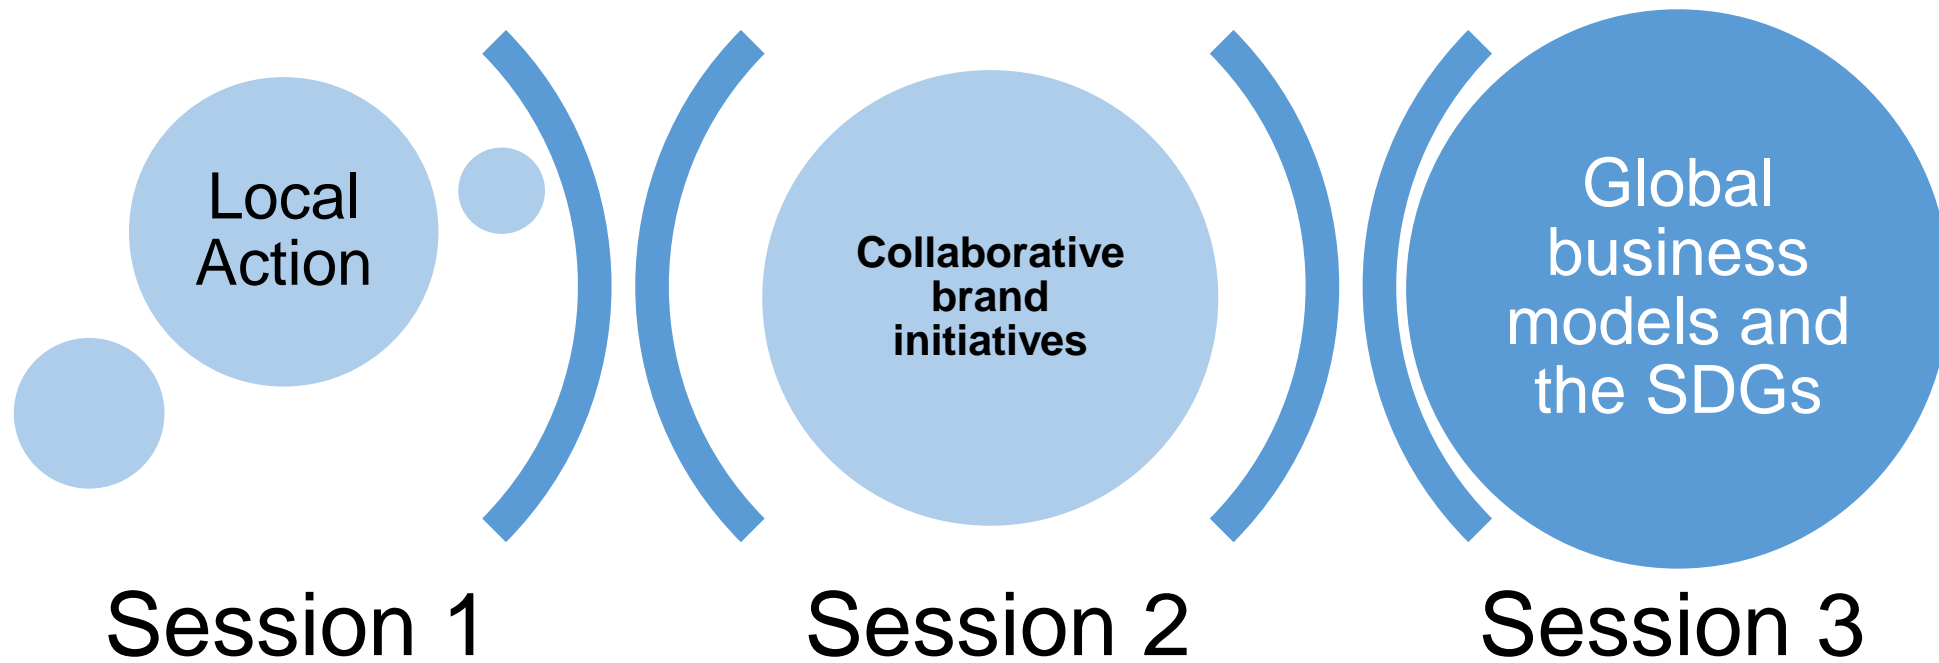 Local
Action
Collaborative
brand
initiatives
Global
business
models and
the SDGs
Session 1
Session 2
Session 3